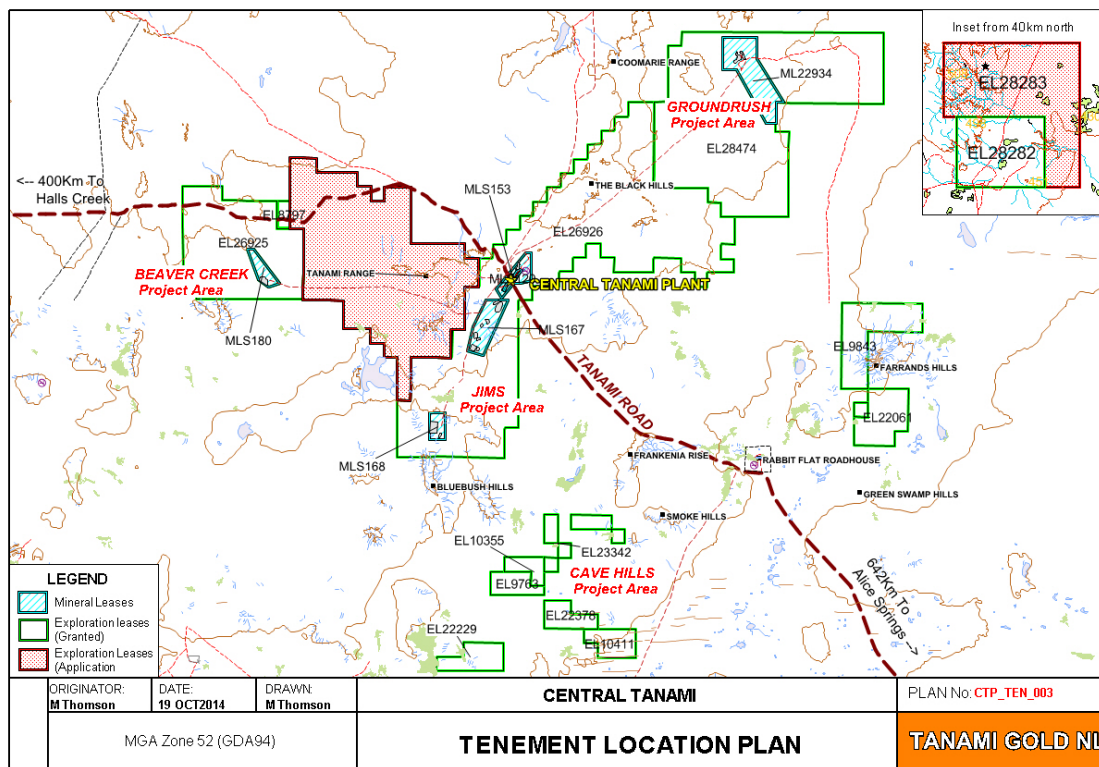 Inset from 40km north
EL28283
EL28282
COOMARIE RANGE
ML22934
GROUNDRUSH
Project Area
EL28474
<-- 400Km To
Halls Creek
MLS153
THE BLACK HILLS
EL8797
EL26926
EL26925
BEAVER CREEK
Project Area
TANAMI RANGE
CENTRAL TANAMI PLANT
MLS180
MLS167
TANAMI ROAD
EL9843
FARRANDS HILLS
JIMS
Project Area
EL22061
MLS168
FRANKENIA RISE
RABBIT FLAT ROADHOUSE
BLUEBUSH HILLS
GREEN SWAMP HILLS
SMOKE HILLS
EL10355
EL23342
CAVE HILLS
Project Area
EL9763
642Km To
Alice Springs -->
EL22378
EL22229
EL10411
LEGEND
Mineral Leases
Exploration leases
(Granted)
Exploration Leases
(Application
ORIGINATOR:
M Thomson
DATE:
19 OCT2014
DRAWN:
M Thomson
CENTRAL TANAMI
PLAN No: CTP_TEN_003
MGA Zone 52 (GDA94)
TENEMENT LOCATION PLAN
TANAMI GOLD NL